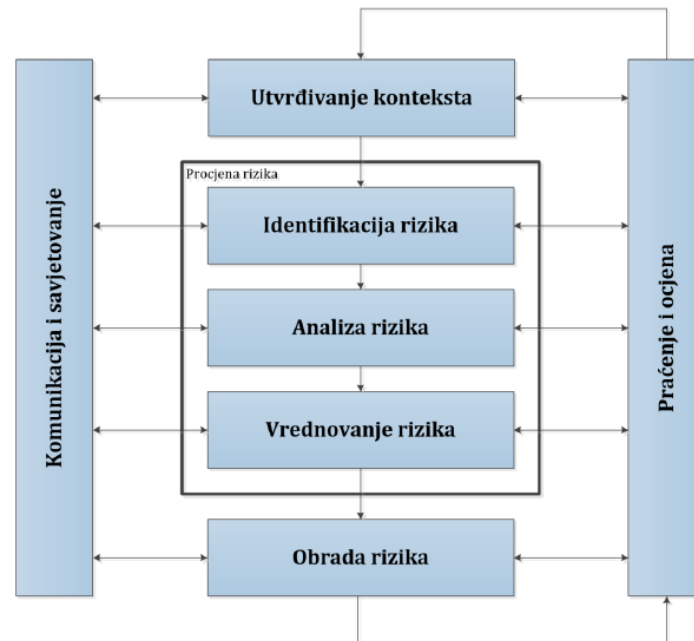 Utvrđivanje konteksta
Procjena rizika
Identifikacija rizika
Analiza rizika
Vrednovanje rizika
Obrada rizika
Komunikacija i savjetovanje
Praćenje i ocjena